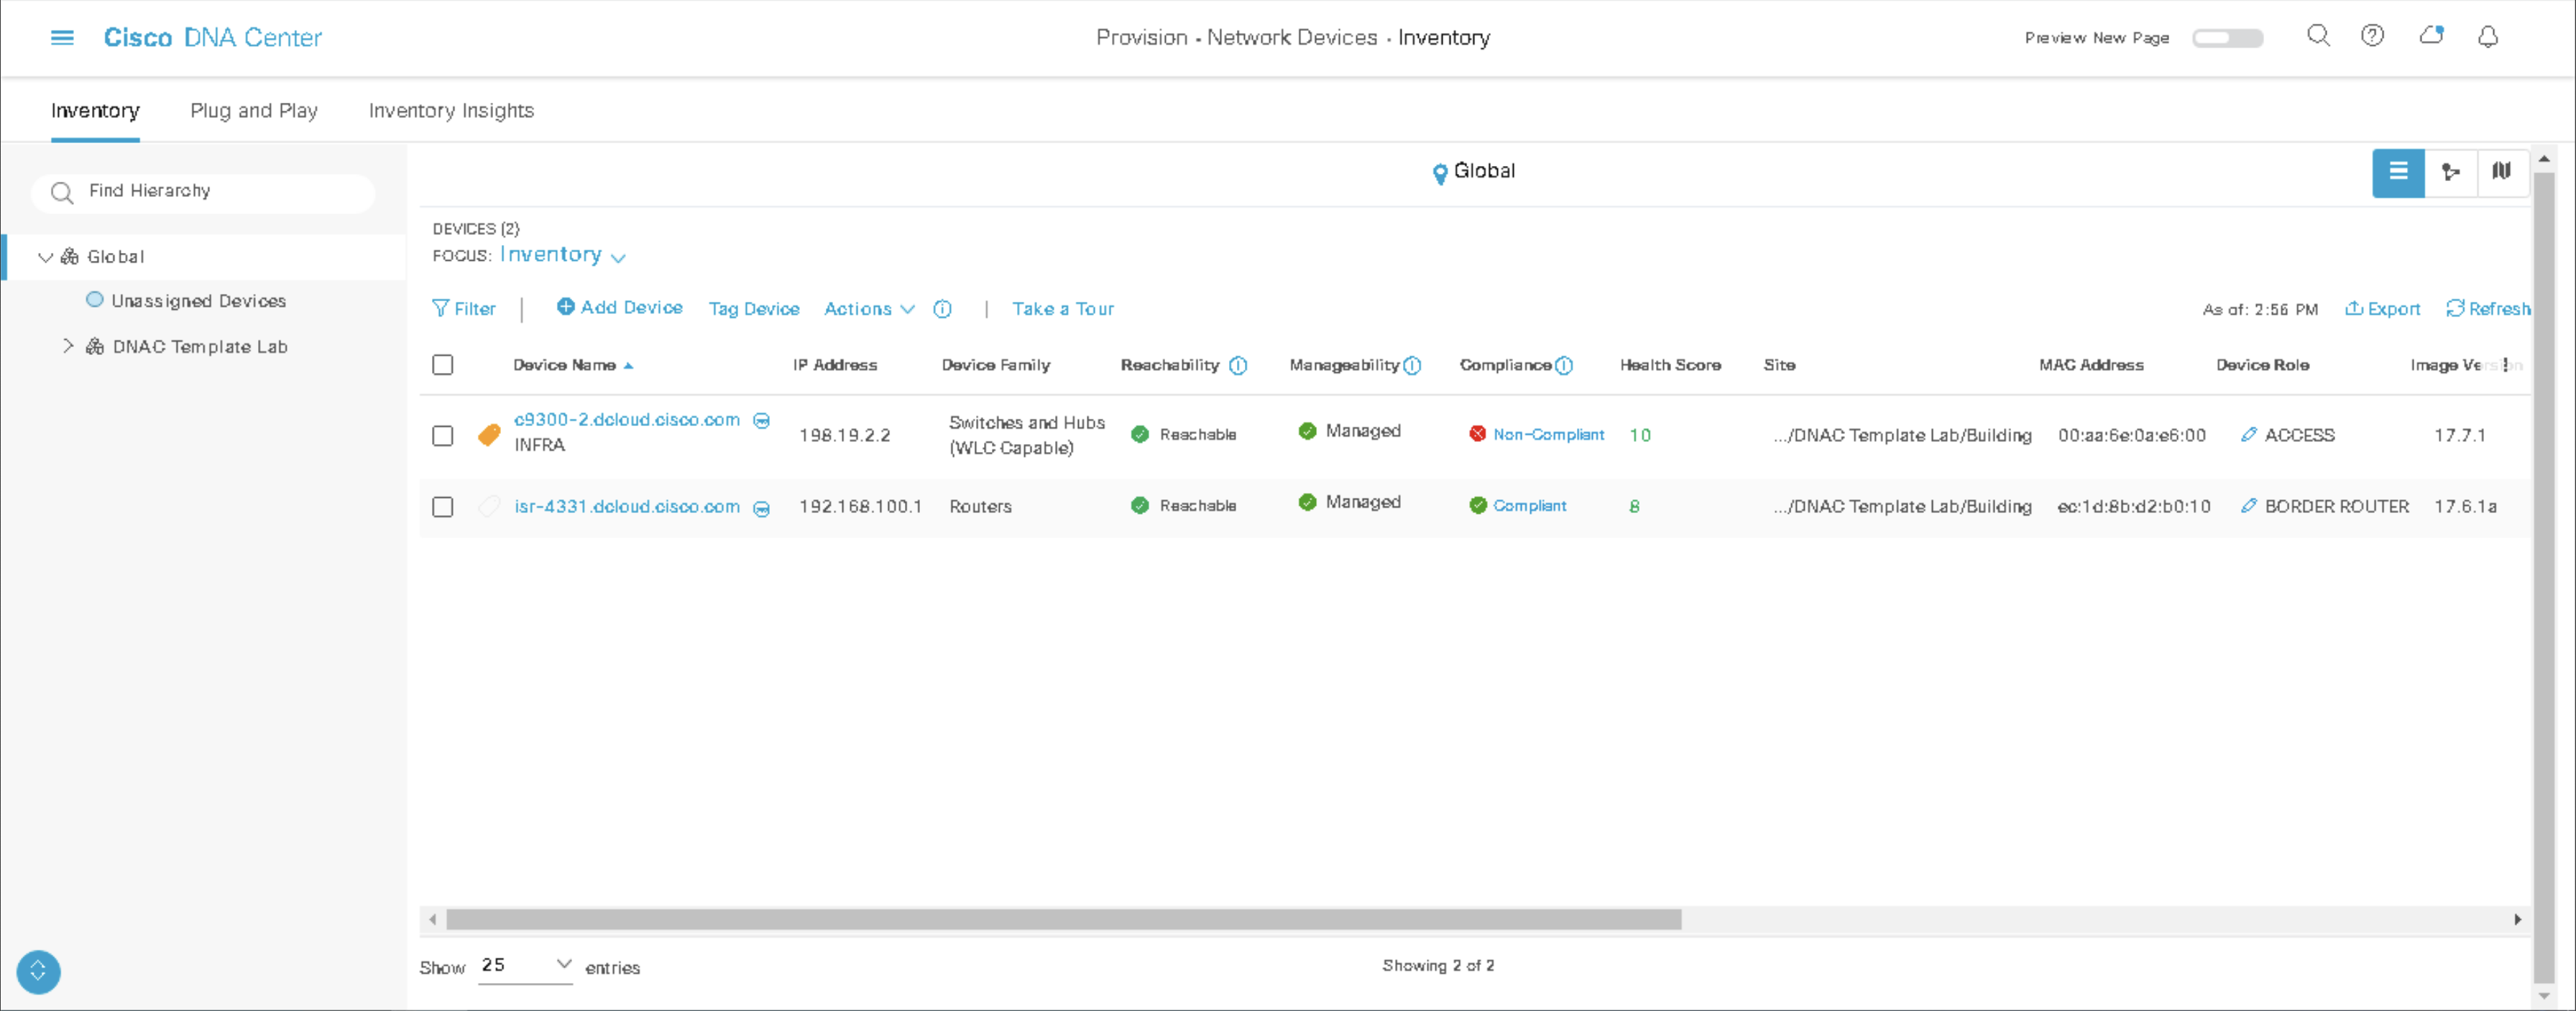 Cisco DNA Center
Provision • Network Devices • Inventory
Preview New Page
Inventory
Plug and Play
Inventory Insights
Find Hierarchy
Global
Unassigned Devices
DNAC Template Lab
Global
DEVICES (2)
FOCUS: Inventory
Filter | Add Device Tag Device Actions | Take a Tour
As of: 2:56 PM Export Refresh
Device Name IP Address Device Family Reachability Manageability Compliance Health Score Site MAC Address Device Role Image Version
c9300-2.dcloud.cisco.com
INFRA
198.19.2.2
Switches and Hubs
(WLC Capable)
Reachable Managed Non-Compliant 10 .../DNAC Template Lab/Building 00:aa:6e:0a:e6:00 ACCESS 17.7.1
isr-4331.dcloud.cisco.com 192.168.100.1 Routers Reachable Managed Compliant 8 .../DNAC Template Lab/Building ec:1d:8b:d2:b0:10 BORDER ROUTER 17.6.1a
Show 25 entries
Showing 2 of 2